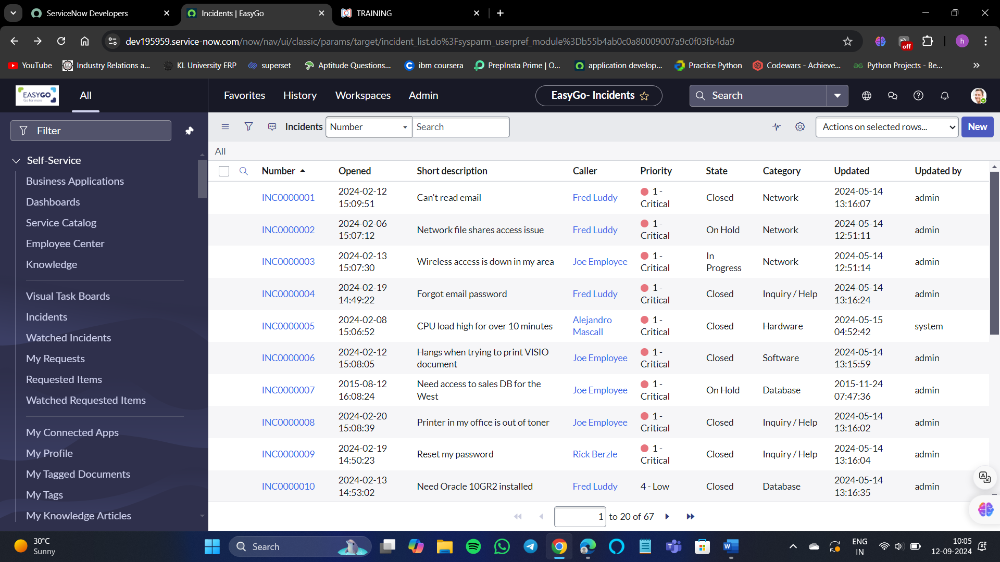 ServiceNow Developers
Incidents | EasyGo
TRAINING
dev195959.service-now.com/now/nav/ui/classic/params/target/incident_list.do%3Fsysparm_userpref_module%3Db55b4ab0c0a80009007a9c0f03fb4da9
off
h
YouTube
Industry Relations a...
KL University ERP
superset
Aptitude Questions...
ibm coursera
PrepInsta Prime | O...
application develop...
Practice Python
Codewars - Achieve...
Python Projects - Be...
EASYGO
Go for more
All
Favorites
History
Workspaces
Admin
EasyGo- Incidents
Search
Filter
Self-Service
Business Applications
Dashboards
Service Catalog
Employee Center
Knowledge
Visual Task Boards
Incidents
Watched Incidents
My Requests
Requested Items
Watched Requested Items
My Connected Apps
My Profile
My Tagged Documents
My Tags
My Knowledge Articles
Incidents
Number
Search
Actions on selected rows...
New
All
Number Opened Short description Caller Priority State Category Updated Updated by
INC0000001 2024-02-12 15:09:51 Can't read email Fred Luddy 1 - Critical Closed Network 2024-05-14 13:16:07 admin
INC0000002 2024-02-06 15:07:12 Network file shares access issue Fred Luddy 1 - Critical On Hold Network 2024-05-14 12:51:11 admin
INC0000003 2024-02-13 15:07:30 Wireless access is down in my area Joe Employee 1 - Critical In Progress Network 2024-05-14 12:51:14 admin
INC0000004 2024-02-19 14:49:22 Forgot email password Fred Luddy 1 - Critical Closed Inquiry / Help 2024-05-14 13:16:24 admin
INC0000005 2024-02-08 15:06:52 CPU load high for over 10 minutes Alejandro Mascall 1 - Critical Closed Hardware 2024-05-15 04:52:42 system
INC0000006 2024-02-12 15:08:05 Hangs when trying to print VISIO document Joe Employee 1 - Critical Closed Software 2024-05-14 13:15:59 admin
INC0000007 2015-08-12 16:08:24 Need access to sales DB for the West Joe Employee 1 - Critical On Hold Database 2015-11-24 07:47:36 admin
INC0000008 2024-02-20 15:08:39 Printer in my office is out of toner Joe Employee 1 - Critical Closed Inquiry / Help 2024-05-14 13:16:02 admin
INC0000009 2024-02-19 14:50:23 Reset my password Rick Berzle 1 - Critical Closed Inquiry / Help 2024-05-14 13:16:04 admin
INC0000010 2024-02-13 14:53:02 Need Oracle 10GR2 installed Fred Luddy 4 - Low Closed Database 2024-05-14 13:16:35 admin
1 to 20 of 67
30°C
Sunny
Search
ENG
IN
10:05
12-09-2024